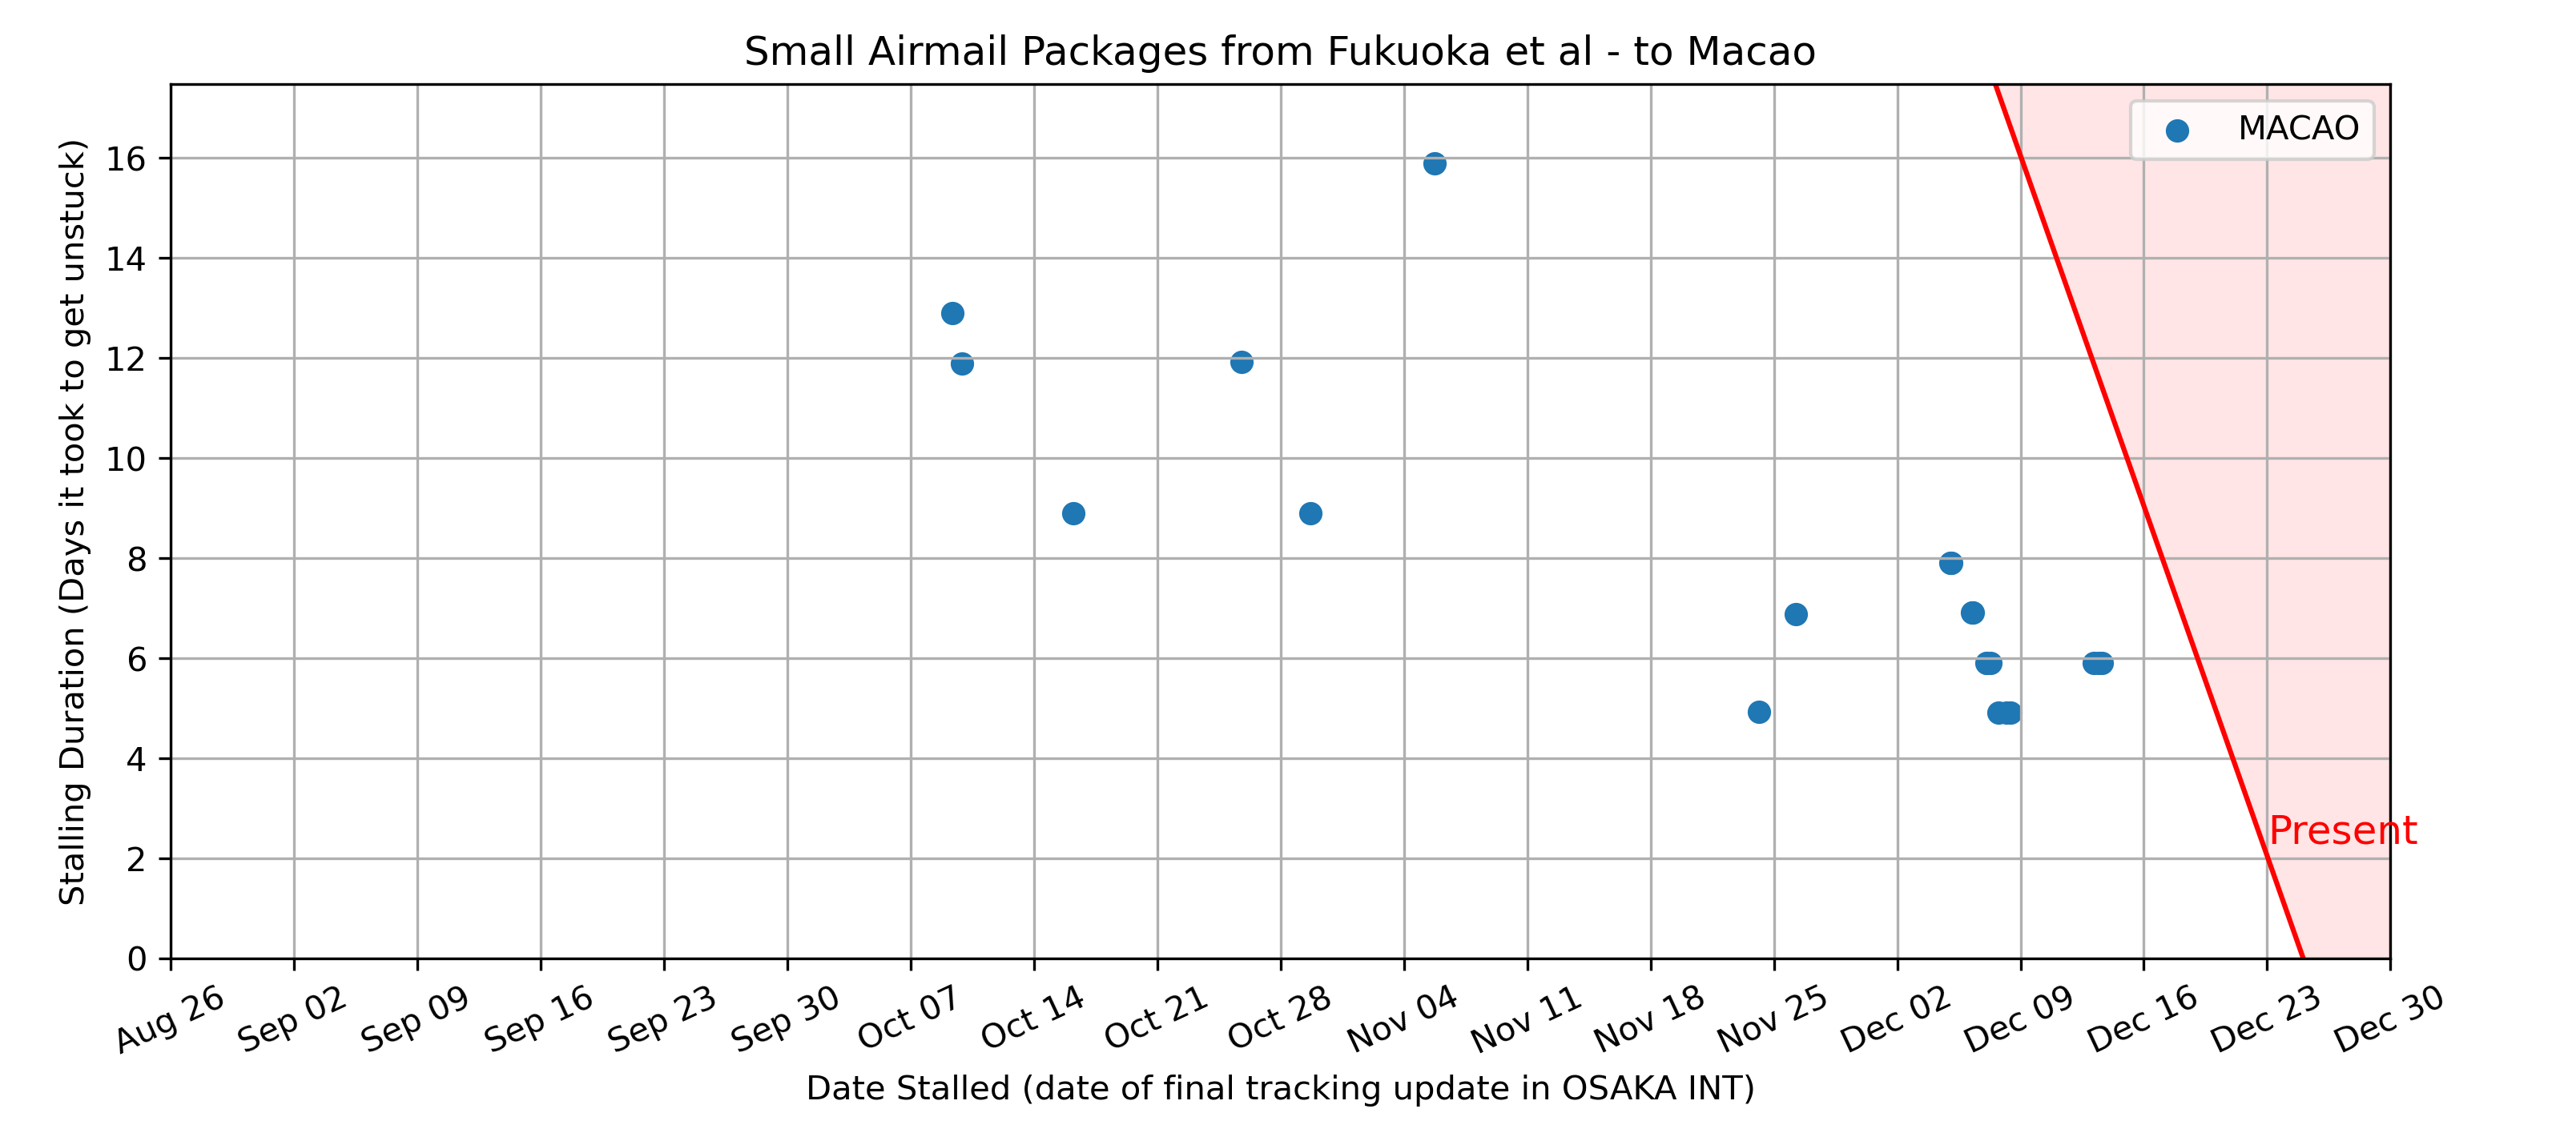 Small Airmail Packages from Fukuoka et al - to Macao
MACAO
Stalling Duration (Days it took to get unstuck)
16
14
12
10
8
6
4
2
0
Present
Aug 26
Sep 02
Sep 09
Sep 16
Sep 23
Sep 30
Oct 07
Oct 14
Oct 21
Oct 28
Nov 04
Nov 11
Nov 18
Nov 25
Dec 02
Dec 09
Dec 16
Dec 23
Dec 30
Date Stalled (date of final tracking update in OSAKA INT)